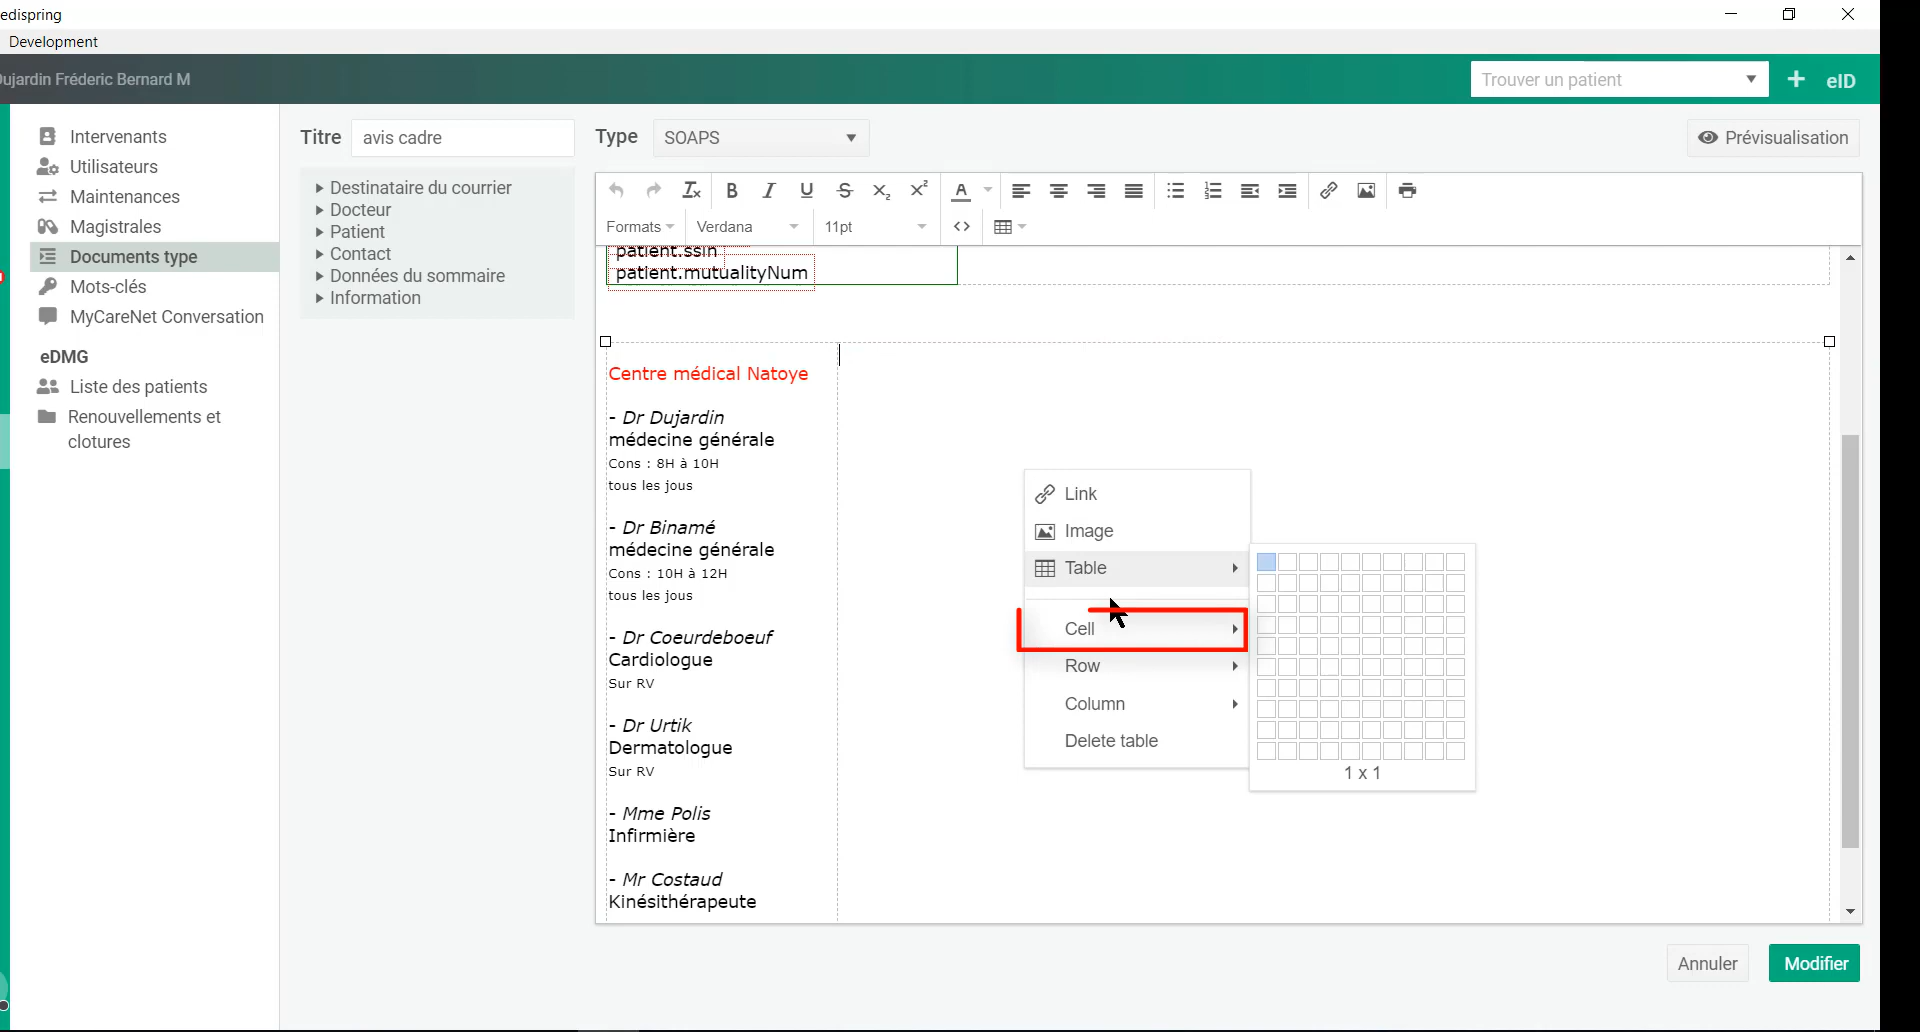 edispring
Development
ujardin Fréderic Bernard M
Trouver un patient
eID
Intervenants
Utilisateurs
Maintenances
Magistrales
Documents type
Mots-clés
MyCareNet Conversation
eDMG
Liste des patients
Renouvellements et
clotures
Titre
avis cadre
Type
SOAPS
Prévisualisation
Destinataire du courrier
Docteur
Patient
Contact
Données du sommaire
Information
Formats
Verdana
11pt
patient.ssin
patient.mutualityNum
Centre médical Natoye
- Dr Dujardin
médecine générale
Cons : 8H à 10H
tous les jours
- Dr Binamé
médecine générale
Cons : 10H à 12H
tous les jours
- Dr Coeurdeboeuf
Cardiologue
Sur RV
- Dr Urtik
Dermatologue
Sur RV
- Mme Polis
Infirmière
- Mr Costaud
Kinésithérapeute
Link
Image
Table
Cell
Row
Column
Delete table
1 x 1
Annuler
Modifier